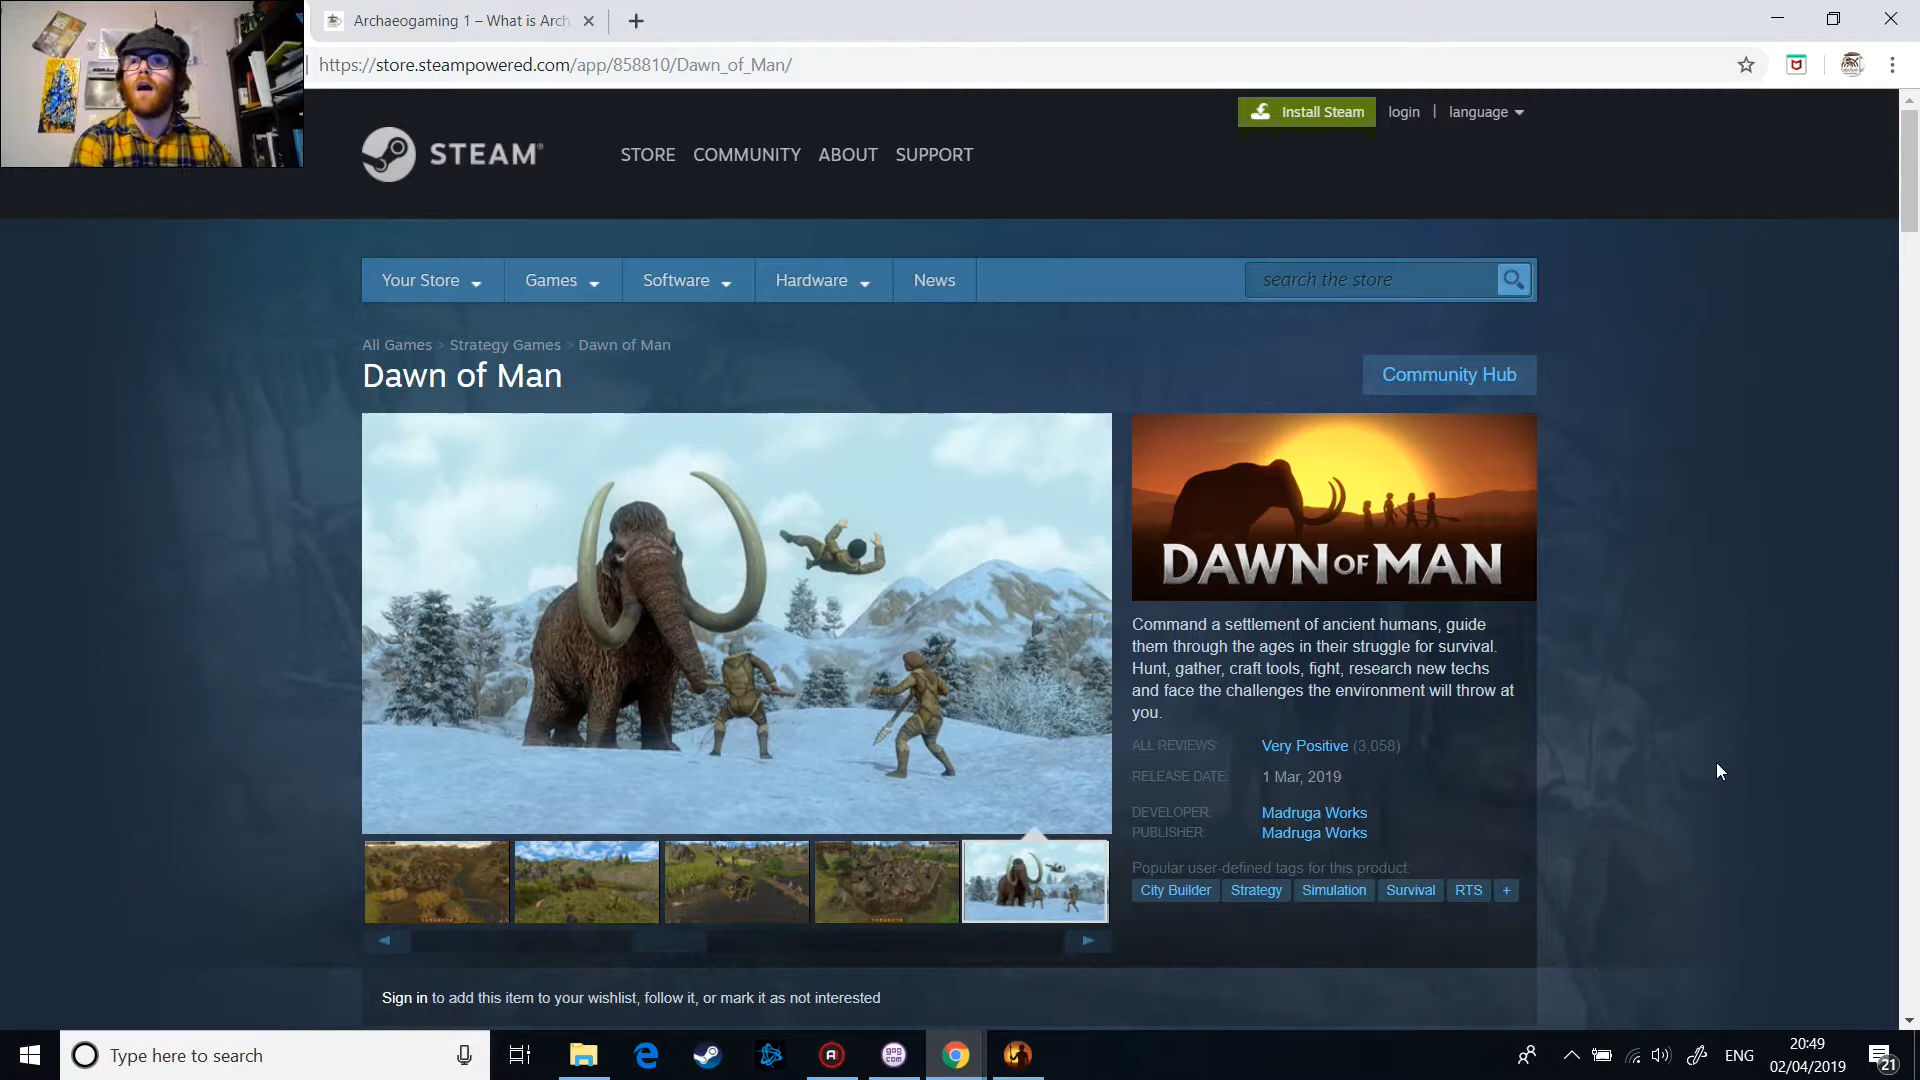 Archaeogaming 1 – What is Arch
https://store.steampowered.com/app/858810/Dawn_of_Man/
Install Steam login | language
STEAM®
STORE COMMUNITY ABOUT SUPPORT
Your Store Games Software Hardware News
search the store
All Games > Strategy Games > Dawn of Man
Dawn of Man
Community Hub
DAWN OF MAN
Command a settlement of ancient humans, guide
them through the ages in their struggle for survival.
Hunt, gather, craft tools, fight, research new techs
and face the challenges the environment will throw at
you.
ALL REVIEWS: Very Positive (3,058)
RELEASE DATE: 1 Mar, 2019
DEVELOPER: Madruga Works
PUBLISHER: Madruga Works
Popular user-defined tags for this product:
City Builder Strategy Simulation Survival RTS +
Sign in to add this item to your wishlist, follow it, or mark it as not interested
Type here to search
gog
com
ENG
20:49
02/04/2019
21